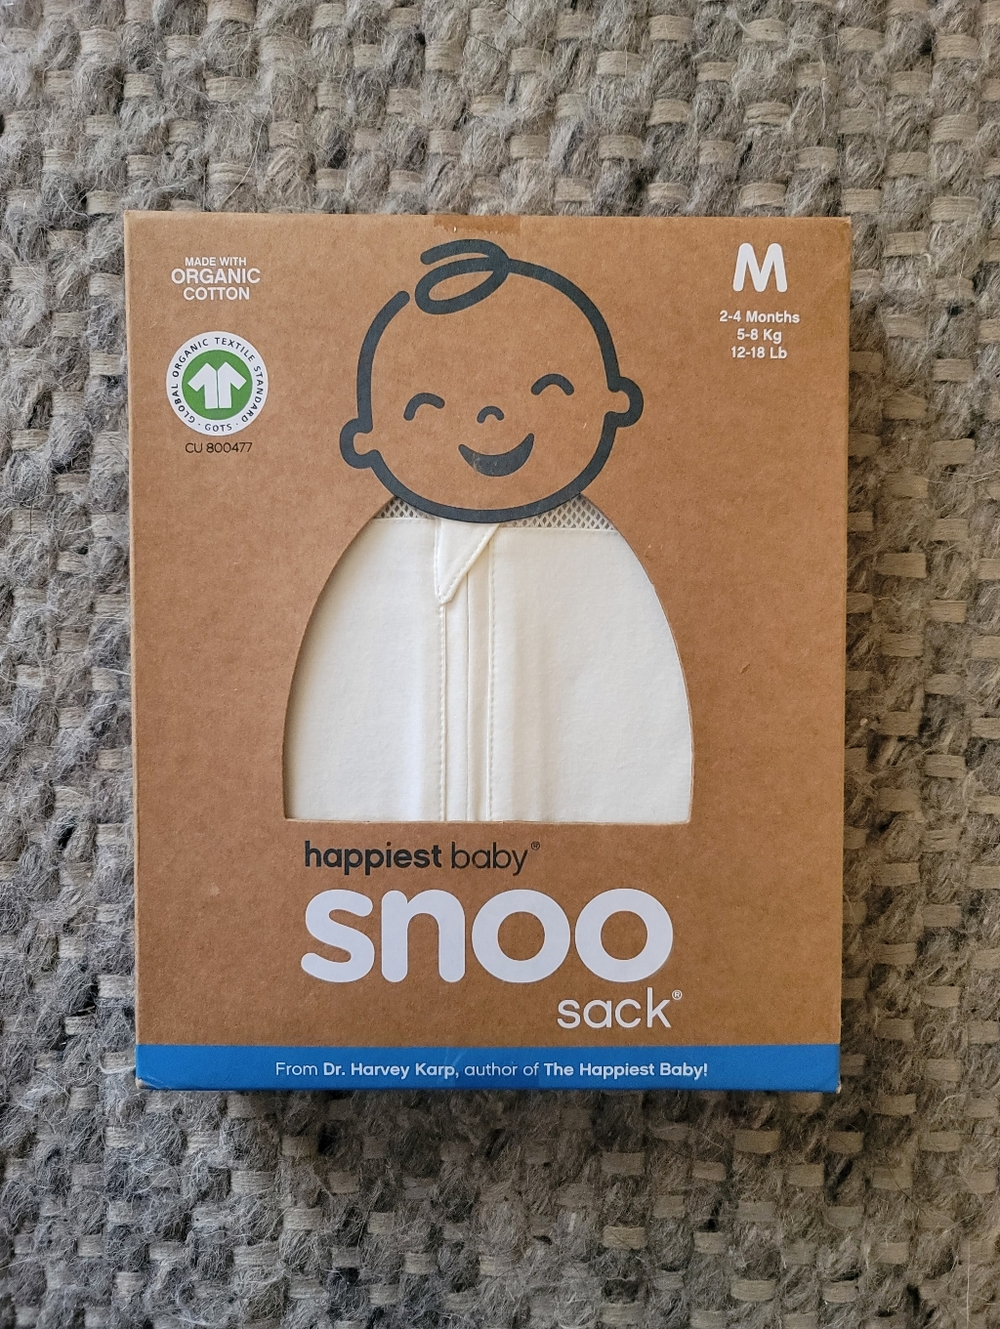 MADE WITH
ORGANIC
COTTON
GLOBAL ORGANIC TEXTILE STANDARD · GOTS ·
CU 800477
M
2-4 Months
5-8 Kg
12-18 Lb
happiest baby®
snoo
sack®
From Dr. Harvey Karp, author of The Happiest Baby!